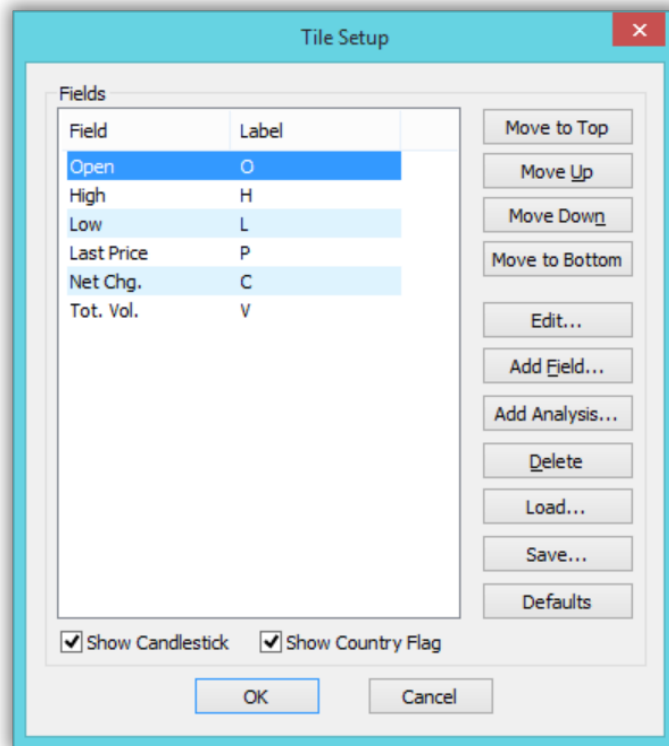 Tile Setup
Fields
Field Label
Open O
High H
Low L
Last Price P
Net Chg. C
Tot. Vol. V
Move to Top
Move Up
Move Down
Move to Bottom
Edit...
Add Field...
Add Analysis...
Delete
Load...
Save...
Defaults
Show Candlestick Show Country Flag
OK Cancel